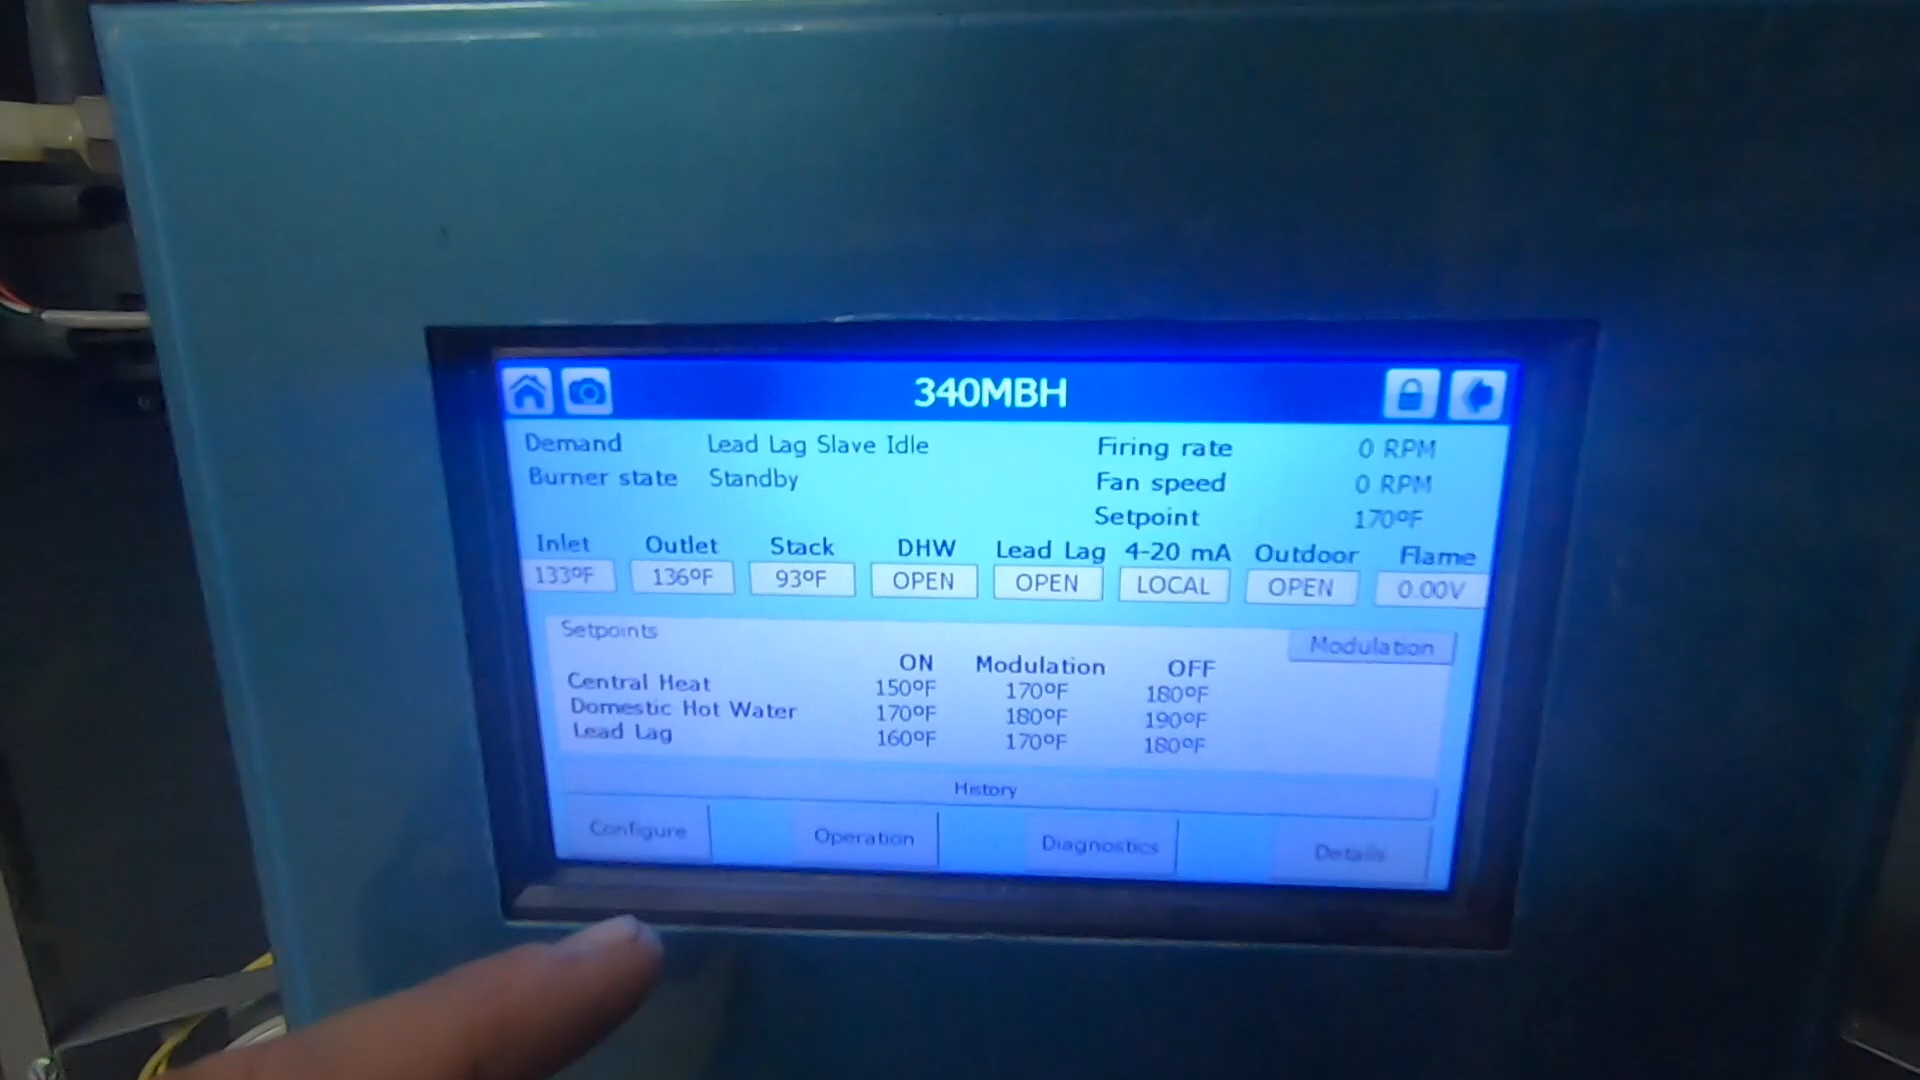 340MBH
Demand Lead Lag Slave Idle Firing rate 0 RPM
Burner state Standby Fan speed 0 RPM
Setpoint 170ºF
Inlet Outlet Stack DHW Lead Lag 4-20 mA Outdoor Flame
133ºF 136ºF 93ºF OPEN OPEN LOCAL OPEN 0.00V
Setpoints Modulation
ON Modulation OFF
Central Heat 150ºF 170ºF 180ºF
Domestic Hot Water 170ºF 180ºF 190ºF
Lead Lag 160ºF 170ºF 180ºF
History
Configure Operation Diagnostics Details